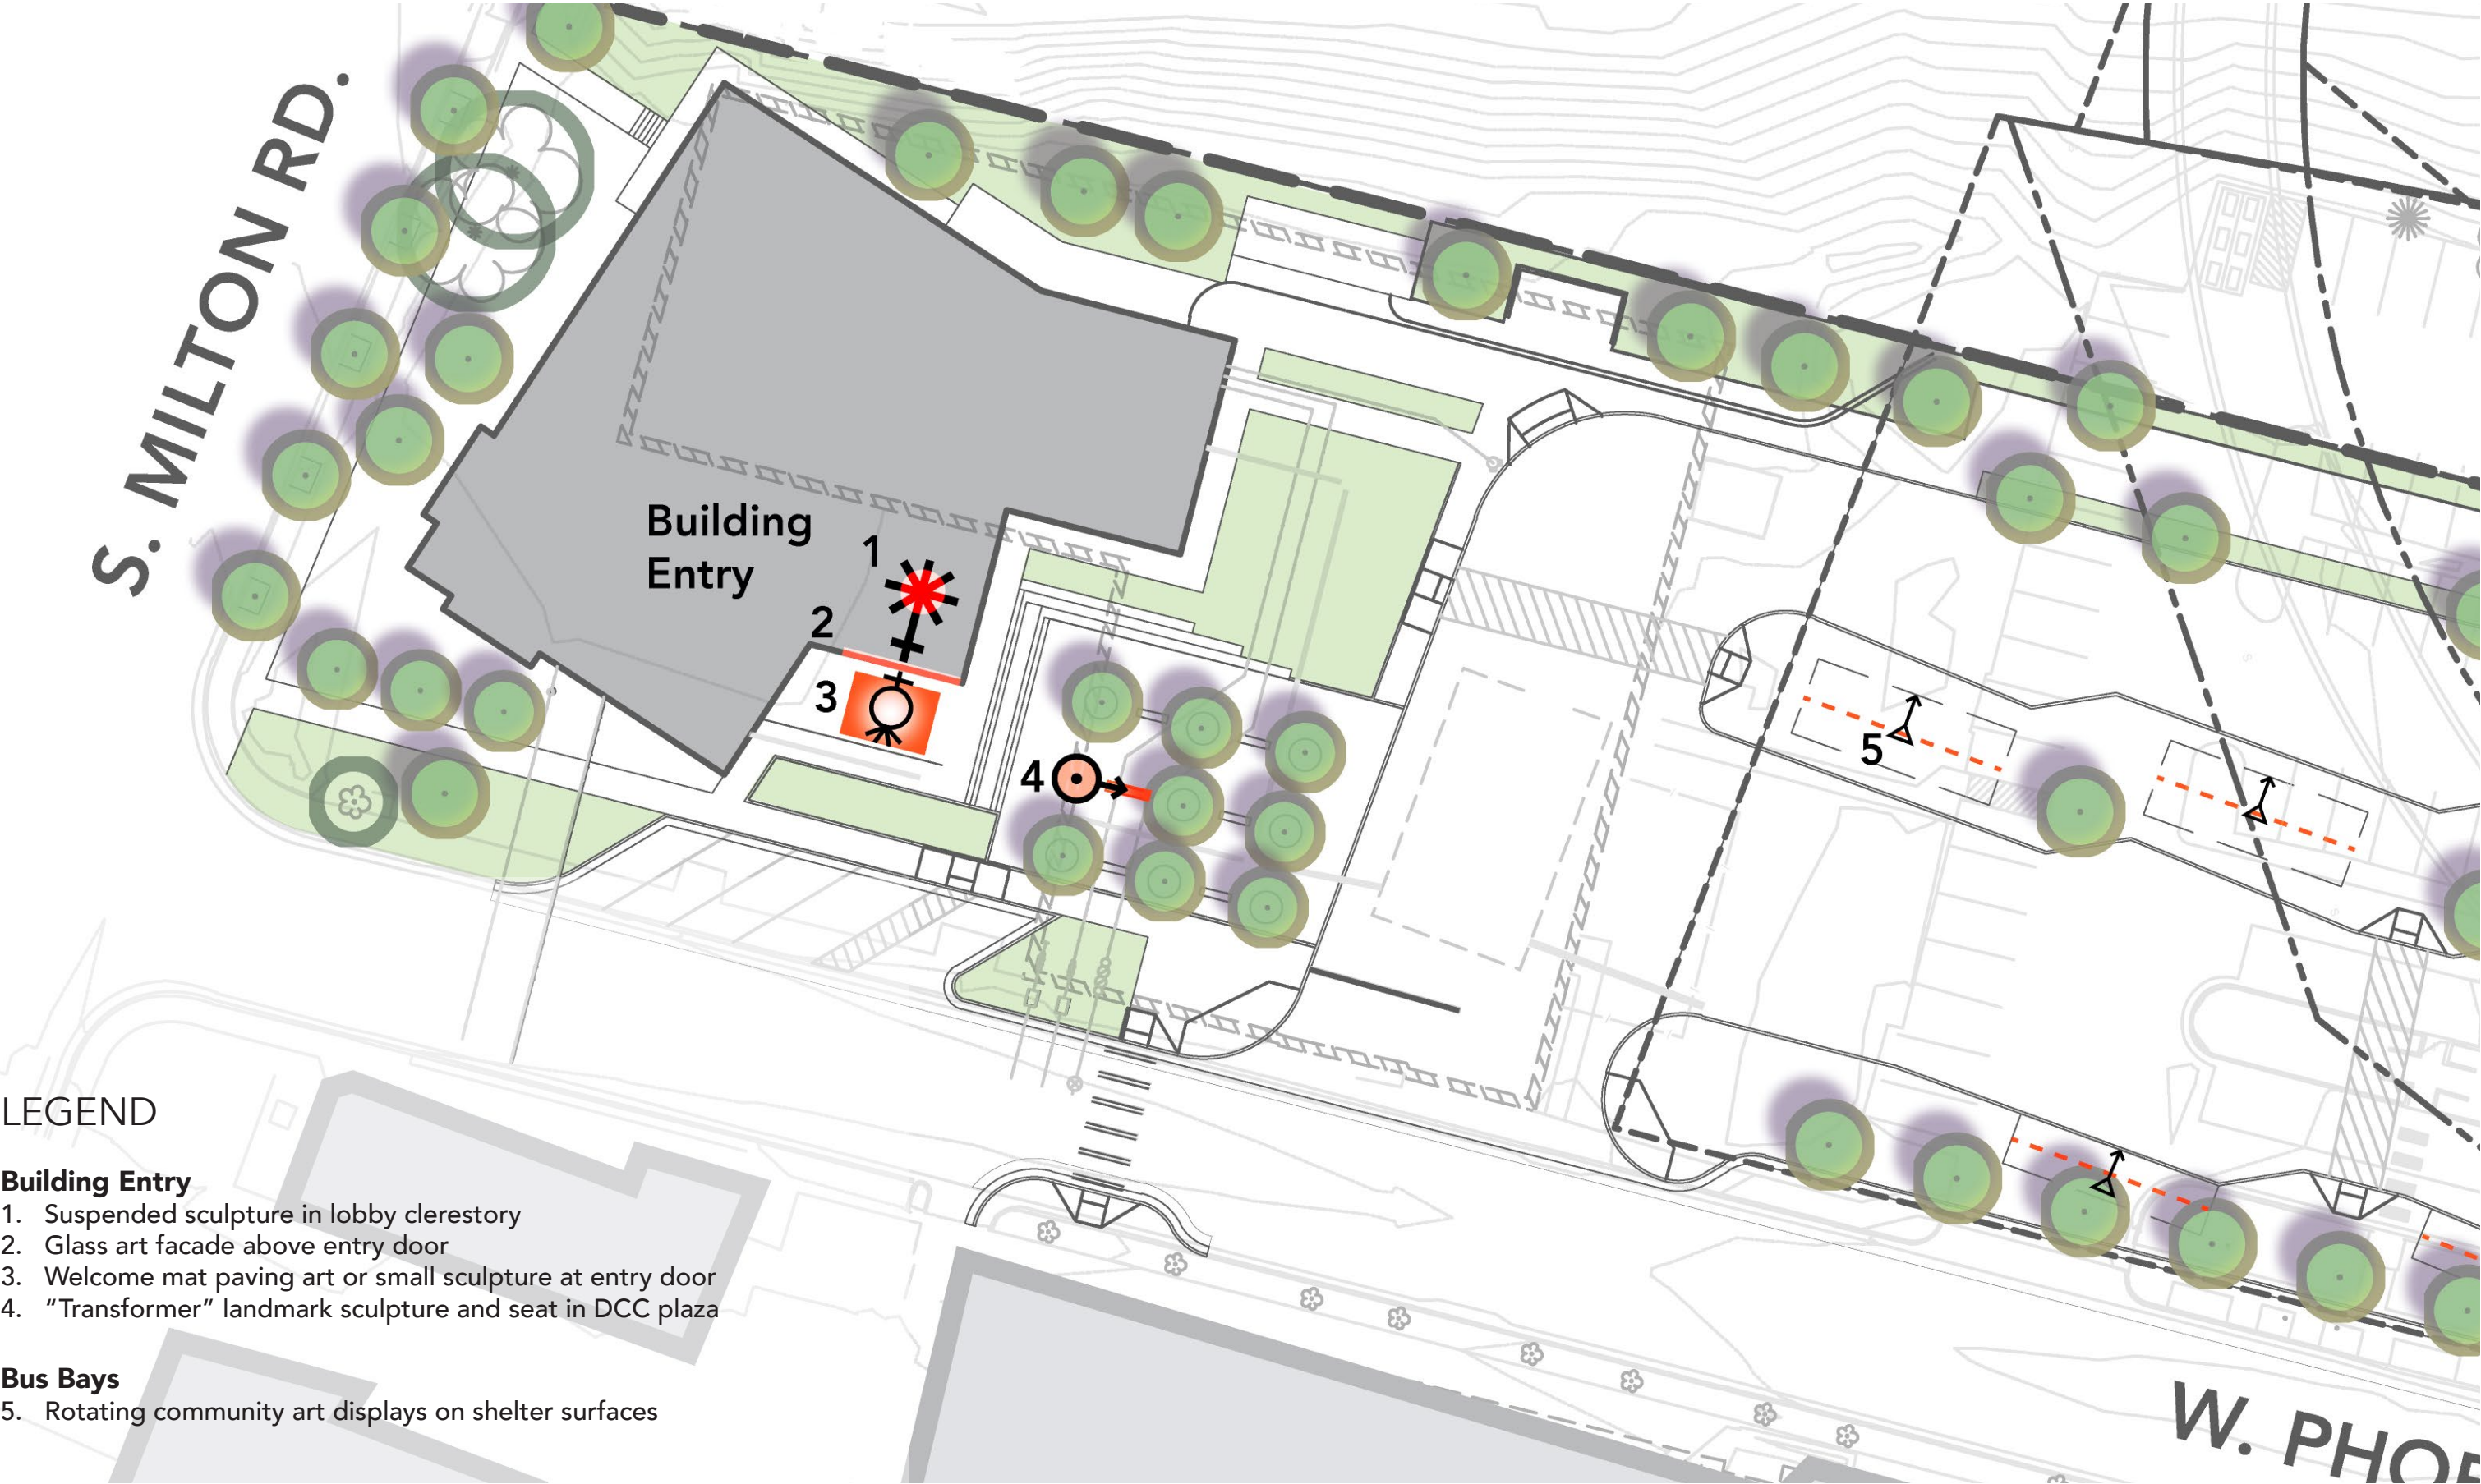 S. MILTON RD.
Building
Entry
1
2
3
4
5
LEGEND
Building Entry
1. Suspended sculpture in lobby clerestory
2. Glass art facade above entry door
3. Welcome mat paving art or small sculpture at entry door
4. “Transformer” landmark sculpture and seat in DCC plaza
Bus Bays
5. Rotating community art displays on shelter surfaces
W.